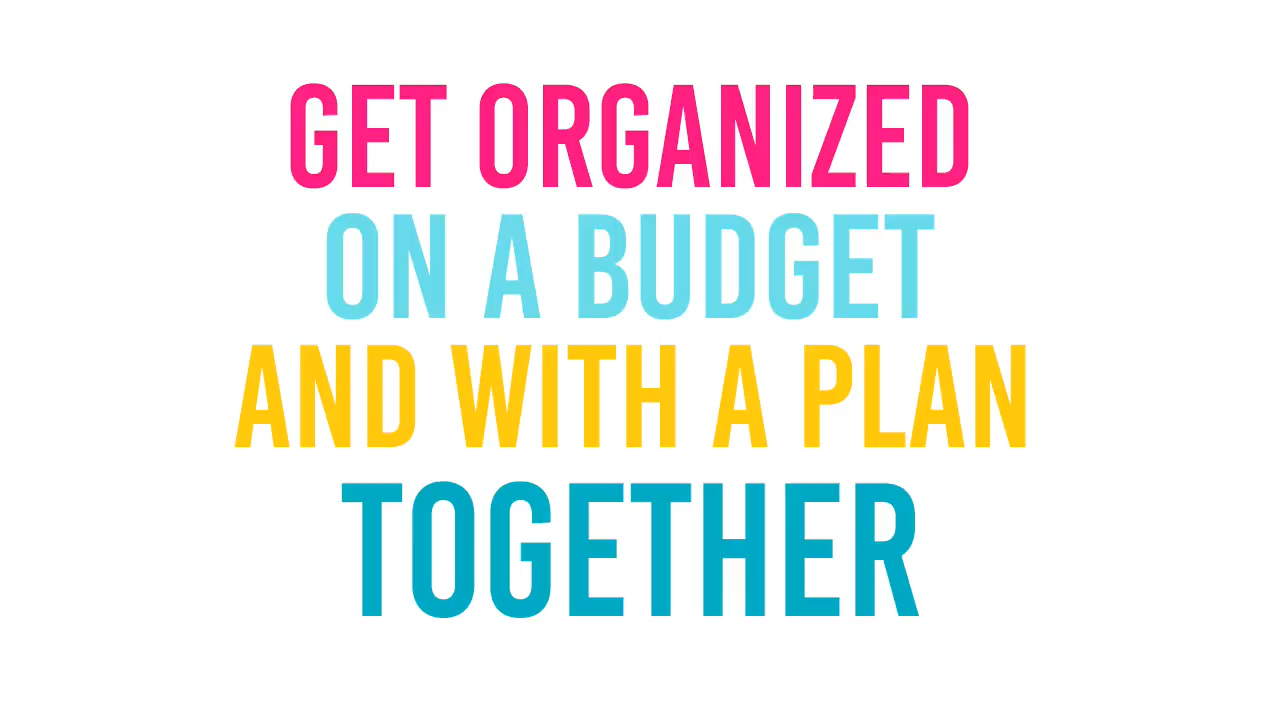 GET ORGANIZED
ON A BUDGET
AND WITH A PLAN
TOGETHER